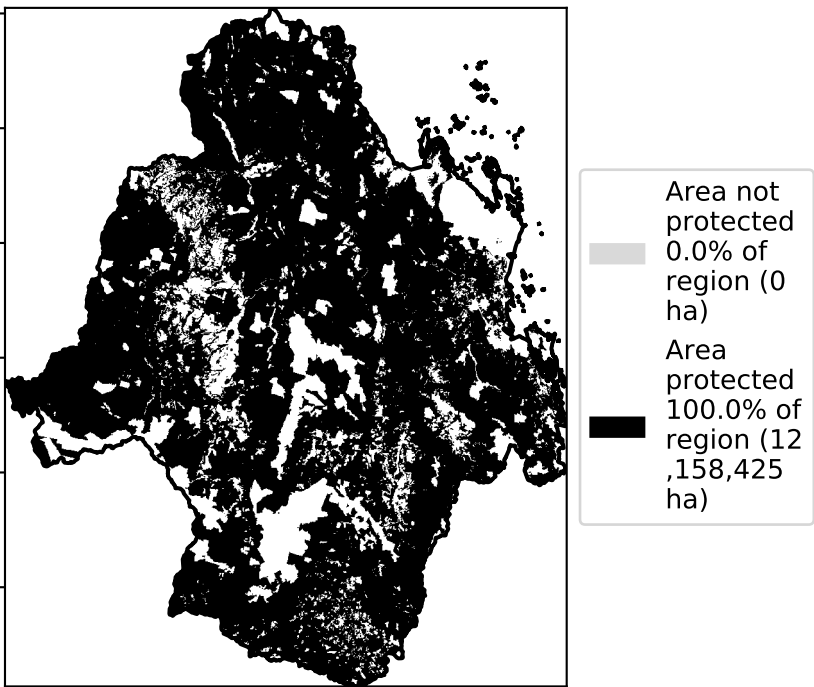 Area not
protected
0.0% of
region (0
ha)
Area
protected
100.0% of
region (12
,158,425
ha)